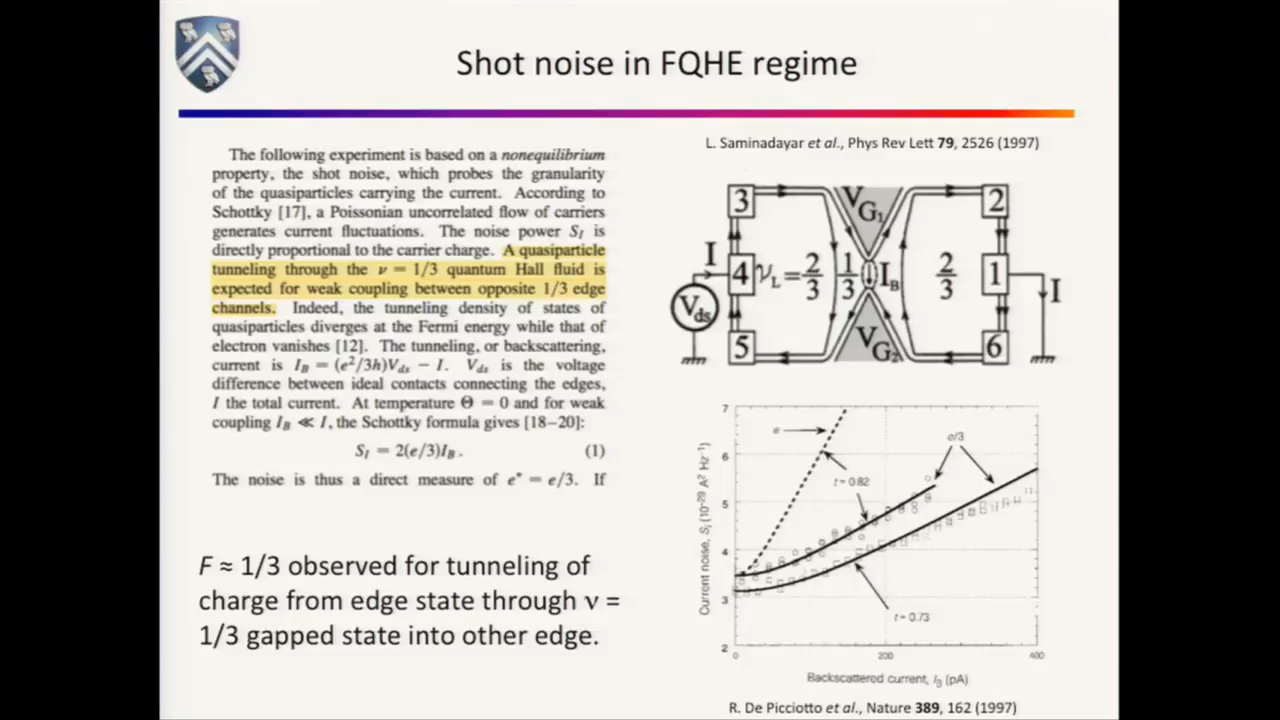 Shot noise in FQHE regime
The following experiment is based on a nonequilibrium
property, the shot noise, which probes the granularity
of the quasiparticles carrying the current. According to
Schottky [17], a Poissonian uncorrelated flow of carriers
generates current fluctuations. The noise power S_I is
directly proportional to the carrier charge. A quasiparticle
tunneling through the ν = 1/3 quantum Hall fluid is
expected for weak coupling between opposite 1/3 edge
channels. Indeed, the tunneling density of states of
quasiparticles diverges at the Fermi energy while that of
electron vanishes [12]. The tunneling, or backscattering,
current is I_B = (e²/3h)V_ds − I. V_ds is the voltage
difference between ideal contacts connecting the edges,
I the total current. At temperature Θ = 0 and for weak
coupling I_B ≪ I, the Schottky formula gives [18–20]:
S_I = 2(e/3)I_B. (1)
The noise is thus a direct measure of e* = e/3. If
F ≈ 1/3 observed for tunneling of
charge from edge state through ν =
1/3 gapped state into other edge.
L. Saminadayar et al., Phys Rev Lett 79, 2526 (1997)
3 V_G1 2
I 4 ν_L = 2/3 1/3 I_B 2/3 1 I
V_ds
5 V_G2 6
7
e e/3
6
t = 0.82
5
4
3
t = 0.73
2
0 200 400
Current noise, S_i (10⁻²⁹ A² Hz⁻¹)
Backscattered current, I_B (pA)
R. De Picciotto et al., Nature 389, 162 (1997)